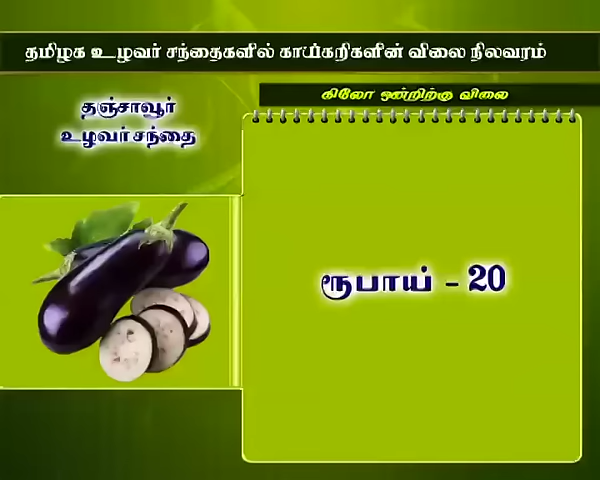 தமிழக உழவர் சந்தைகளில் காய்கறிகளின் விலை நிலவரம்
கிலோ ஒன்றிற்கு விலை
தஞ்சாவூர்
உழவர் சந்தை
ரூபாய் - 20